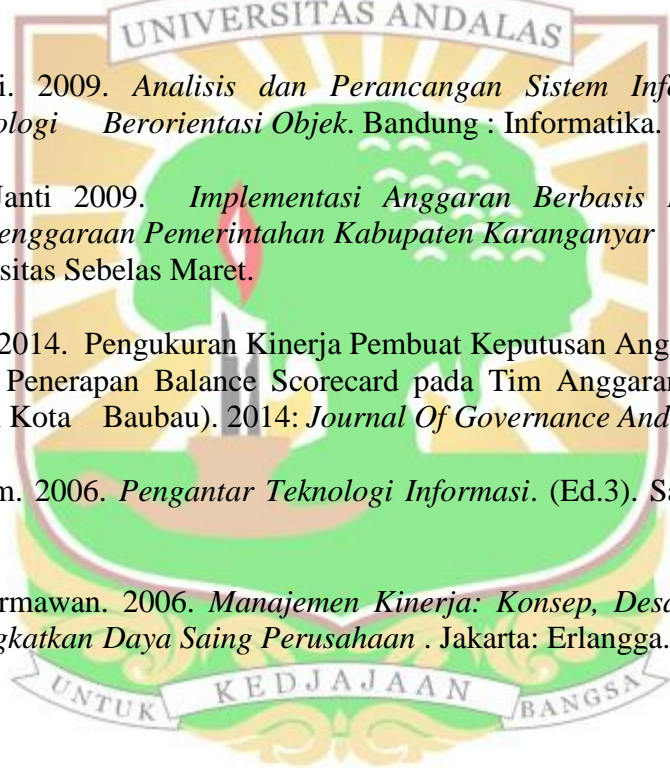 UNIVERSITAS ANDALAS
i. 2009. Analisis dan Perancangan Sistem Info
ologi Berorientasi Objek. Bandung : Informatika.
Janti 2009. Implementasi Anggaran Berbasis
enggaraan Pemerintahan Kabupaten Karanganyar
sitas Sebelas Maret.
2014. Pengukuran Kinerja Pembuat Keputusan Ang
Penerapan Balance Scorecard pada Tim Anggaran
Kota Baubau). 2014: Journal Of Governance And
m. 2006. Pengantar Teknologi Informasi. (Ed.3). Sa
rmawan. 2006. Manajemen Kinerja: Konsep, Desa
gkatkan Daya Saing Perusahaan . Jakarta: Erlangga.
UNTUK KEDJAJAAN BANGSA